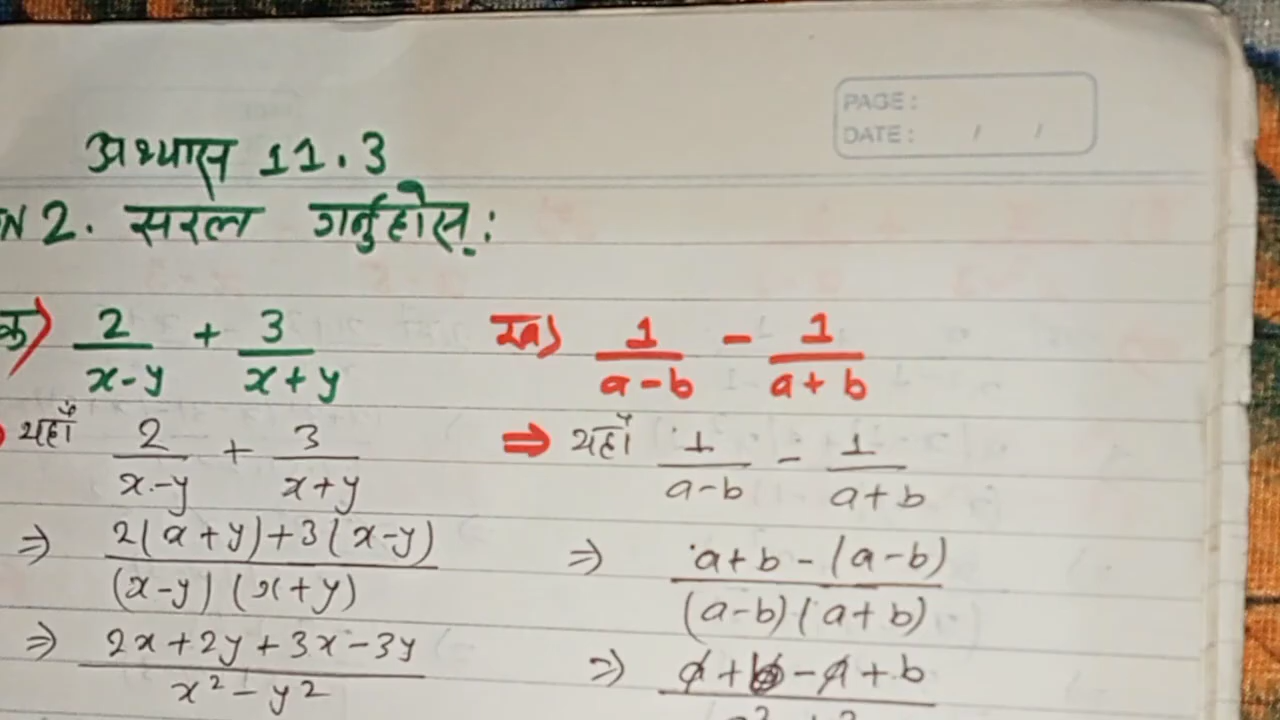 PAGE :
DATE : / /
अभ्यास 11.3
N 2. सरल गर्नुहोस् :
क) 2/(x-y) + 3/(x+y)
यहाँ 2/(x-y) + 3/(x+y)
⇒ (2(x+y)+3(x-y))/((x-y)(x+y))
⇒ (2x+2y+3x-3y)/(x²-y²)
ख) 1/(a-b) - 1/(a+b)
⇒ यहाँ 1/(a-b) - 1/(a+b)
⇒ (a+b-(a-b))/((a-b)(a+b))
⇒ a+b-a+b